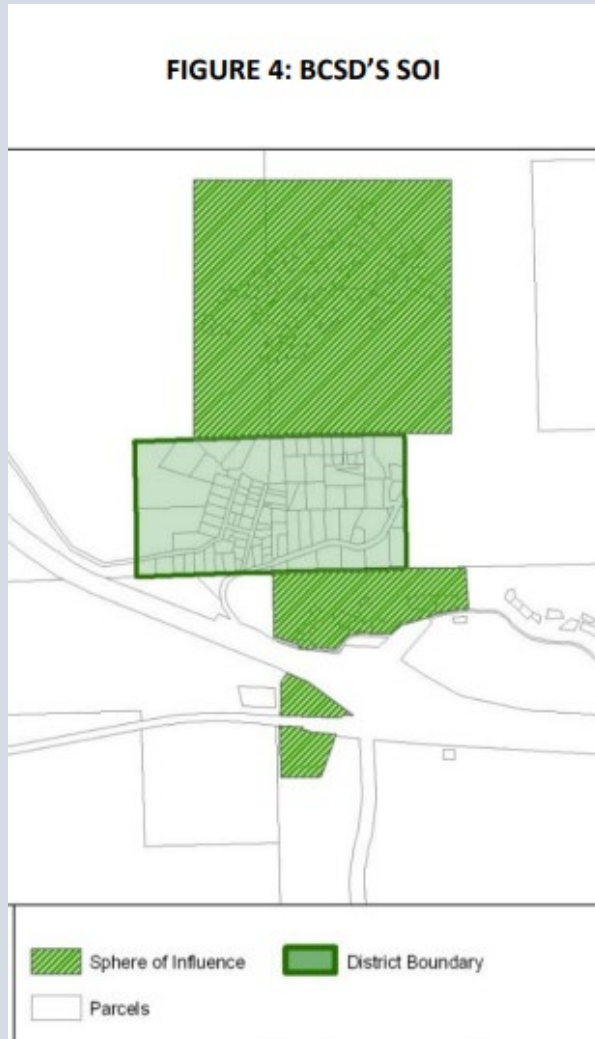 FIGURE 4: BCSD'S SOI
Sphere of Influence
District Boundary
Parcels